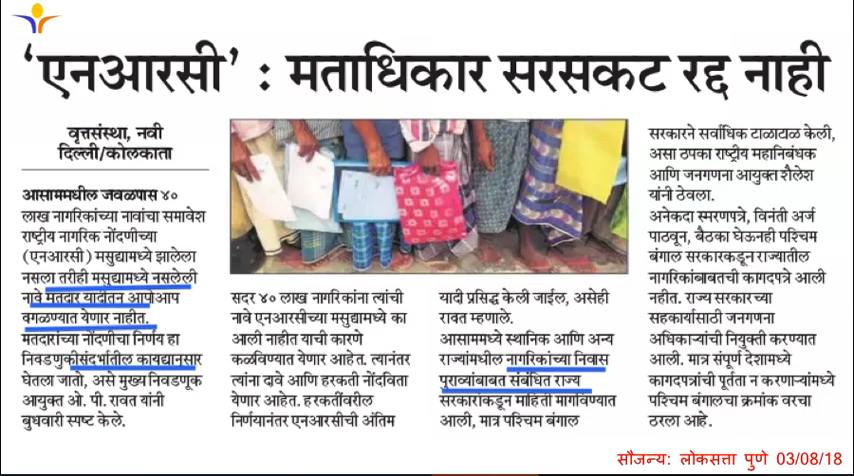 ‘एनआरसी’ : मताधिकार सरसकट रद्द नाही
वृत्तसंस्था, नवी
दिल्ली/कोलकाता
आसाममधील जवळपास ४०
लाख नागरिकांच्या नावांचा समावेश
राष्ट्रीय नागरिक नोंदणीच्या
(एनआरसी) मसुद्यामध्ये झालेला
नसला तरीही मसुद्यामध्ये नसलेली
नावे मतदार यादीतून आपोआप
वगळण्यात येणार नाहीत.
मतदारांच्या नोंदणीचा निर्णय हा
निवडणुकीसंदर्भातील कायद्यानुसार
घेतला जातो, असे मुख्य निवडणूक
आयुक्त ओ. पी. रावत यांनी
बुधवारी स्पष्ट केले.
सदर ४० लाख नागरिकांना त्यांची
नावे एनआरसीच्या मसुद्यामध्ये का
आली नाहीत याची कारणे
कळविण्यात येणार आहेत. त्यानंतर
त्यांना दावे आणि हरकती नोंदविता
येणार आहेत. हरकतींवरील
निर्णयानंतर एनआरसीची अंतिम
यादी प्रसिद्ध केली जाईल, असेही
रावत म्हणाले.
आसाममध्ये स्थानिक आणि अन्य
राज्यांमधील नागरिकांच्या निवास
पुराव्यांबाबत संबंधित राज्य
सरकारांकडून माहिती मागविण्यात
आली, मात्र पश्चिम बंगाल
सरकारने सर्वाधिक टाळाटाळ केली,
असा ठपका राष्ट्रीय महानिबंधक
आणि जनगणना आयुक्त शैलेश
यांनी ठेवला.
अनेकदा स्मरणपत्रे, विनंती अर्ज
पाठवून, बैठका घेऊनही पश्चिम
बंगाल सरकारकडून राज्यातील
नागरिकांबाबतची कागदपत्रे आली
नहीत. राज्य सरकारच्या
सहकार्यासाठी जनगणना
अधिकाऱ्यांची नियुक्ती करण्यात
आली. मात्र संपूर्ण देशामध्ये
कागदपत्रांची पूर्तता न करणाऱ्यांमध्ये
पश्चिम बंगालचा क्रमांक वरचा
ठरला आहे.
सौजन्य: लोकसत्ता पुणे 03/08/18